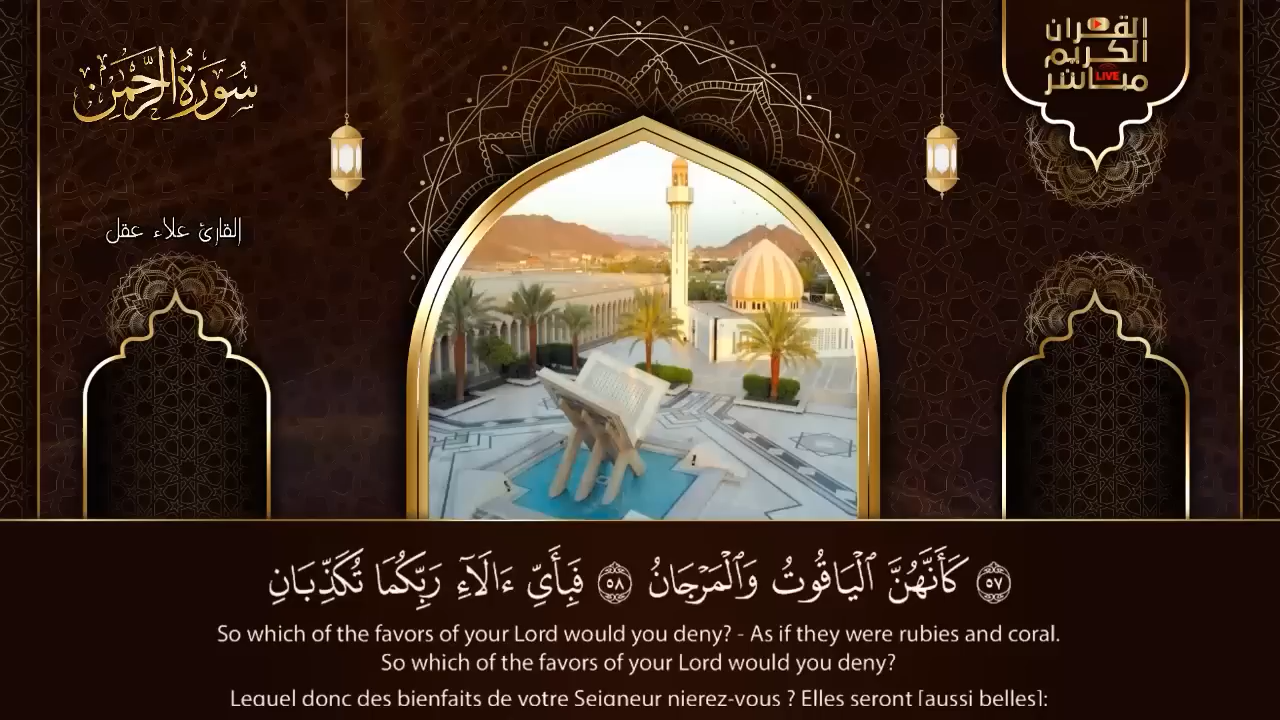 سُورَةُ الرَّحْمَٰن
القرآن
الكريم
مباشر
LIVE
القارئ علاء عقل
۝٥٧ كَأَنَّهُنَّ ٱلْيَاقُوتُ وَٱلْمَرْجَانُ ۝٥٨ فَبِأَيِّ ءَالَآءِ رَبِّكُمَا تُكَذِّبَانِ
So which of the favors of your Lord would you deny? - As if they were rubies and coral.
So which of the favors of your Lord would you deny?
Lequel donc des bienfaits de votre Seigneur nierez-vous ? Elles seront [aussi belles]: